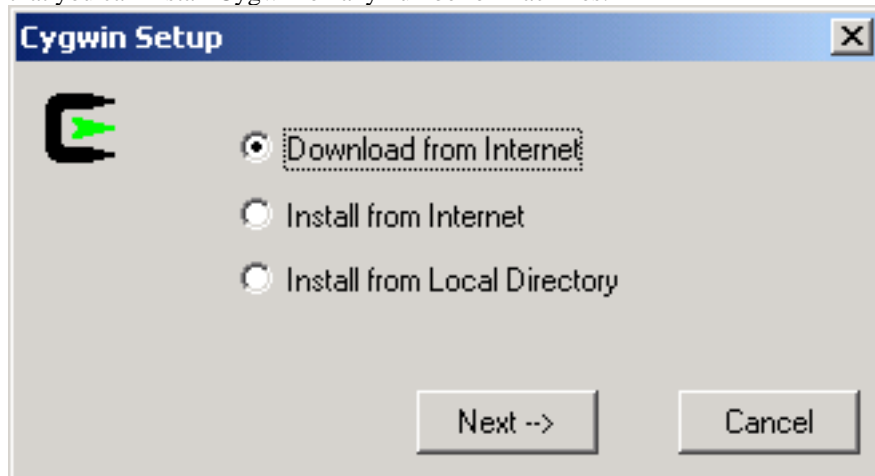 Cygwin Setup
Download from Internet
Install from Internet
Install from Local Directory
Next -->
Cancel